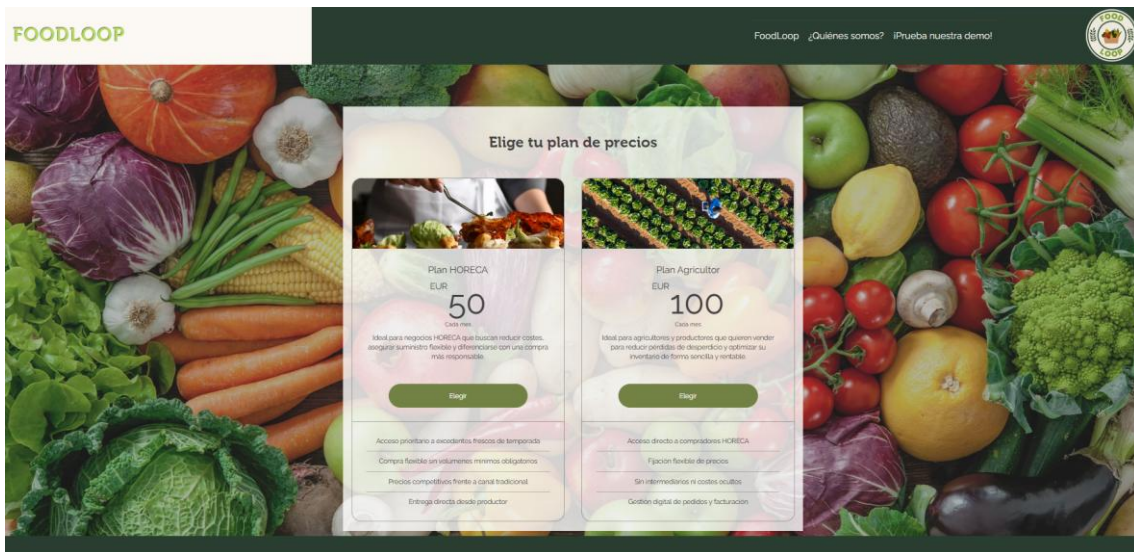 FOODLOOP
FoodLoop ¿Quiénes somos? ¡Prueba nuestra demo!
FOOD
LOOP
Elige tu plan de precios
Plan HORECA
EUR
50
Cada mes
Ideal para negocios HORECA que buscan reducir costes,
asegurar suministro flexible y diferenciarse con una compra
más responsable.
Elegir
Acceso prioritario a excedentes frescos de temporada
Compra flexible sin volúmenes mínimos obligatorios
Precios competitivos frente a canal tradicional
Entrega directa desde productor
Plan Agricultor
EUR
100
Cada mes
Ideal para agricultores y productores que quieren vender
para reducir pérdidas de desperdicio y optimizar su
inventario de forma sencilla y rentable.
Elegir
Acceso directo a compradores HORECA
Fijación flexible de precios
Sin intermediarios ni costes ocultos
Gestión digital de pedidos y facturación